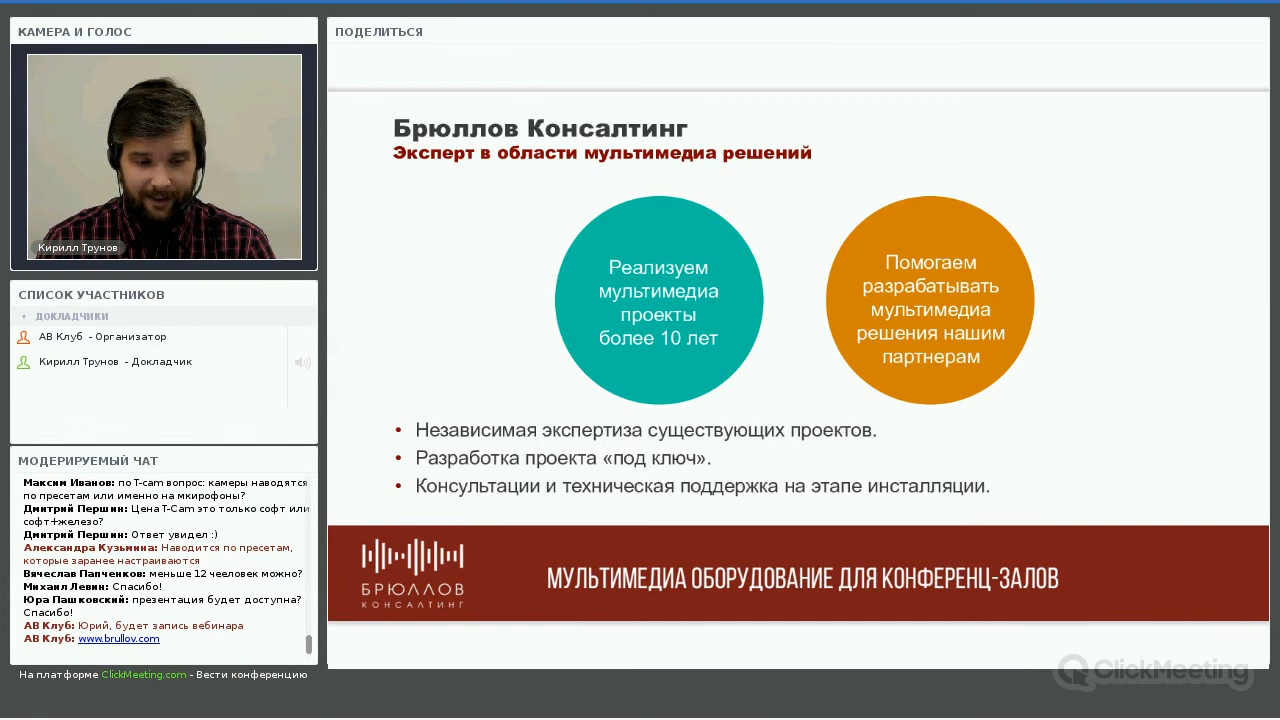 КАМЕРА И ГОЛОС
Кирилл Трунов
СПИСОК УЧАСТНИКОВ
ДОКЛАДЧИКИ
АВ Клуб - Организатор
Кирилл Трунов - Докладчик
МОДЕРИРУЕМЫЙ ЧАТ
Максим Иванов: по T-cam вопрос: камеры наводятся
по пресетам или именно на мкирофоны?
Дмитрий Першин: Цена T-Cam это только софт или
софт+железо?
Дмитрий Першин: Ответ увидел :)
Александра Кузьмина: Наводится по пресетам,
которые заранее настраиваются
Вячеслав Папченков: меньше 12 чееловек можно?
Михаил Левин: Спасибо!
Юра Пашковский: презентация будет доступна?
Спасибо!
АВ Клуб: Юрий, будет запись вебинара
АВ Клуб: www.brullov.com
На платформе ClickMeeting.com - Вести конференцию
ПОДЕЛИТЬСЯ
Брюллов Консалтинг
Эксперт в области мультимедиа решений
Реализуем
мультимедиа
проекты
более 10 лет
Помогаем
разрабатывать
мультимедиа
решения нашим
партнерам
• Независимая экспертиза существующих проектов.
• Разработка проекта «под ключ».
• Консультации и техническая поддержка на этапе инсталляции.
БРЮЛЛОВ
КОНСАЛТИНГ
МУЛЬТИМЕДИА ОБОРУДОВАНИЕ ДЛЯ КОНФЕРЕНЦ-ЗАЛОВ
ClickMeeting